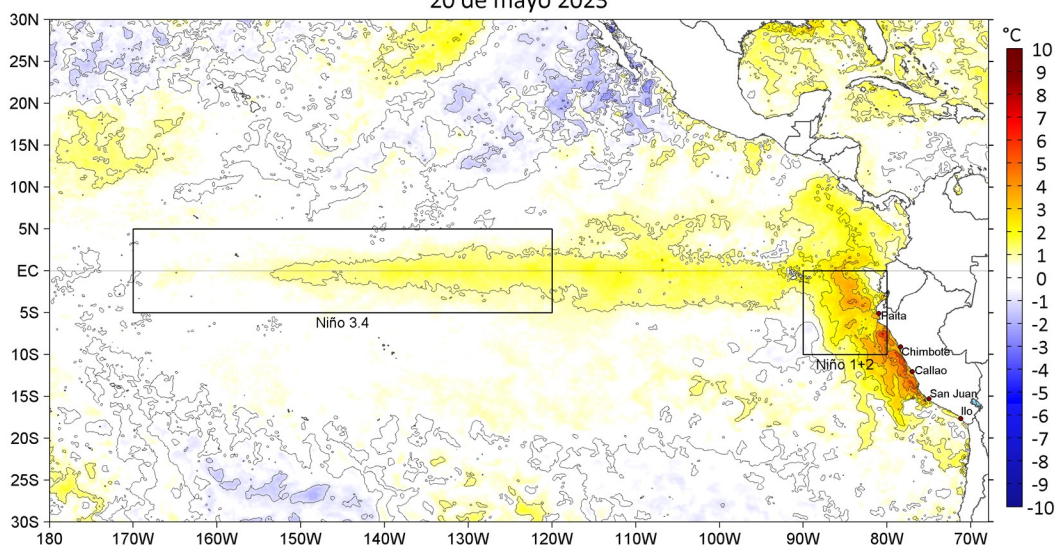 20 de mayo 2023
°C
30N
25N
20N
15N
10N
5N
EC
5S
10S
15S
20S
25S
30S
180
170W
160W
150W
140W
130W
120W
110W
100W
90W
80W
70W
Niño 3.4
Niño 1+2
Paita
Chimbote
Callao
San Juan
Ilo
10
9
8
7
6
5
4
3
2
1
0
-1
-2
-3
-4
-5
-6
-7
-8
-9
-10